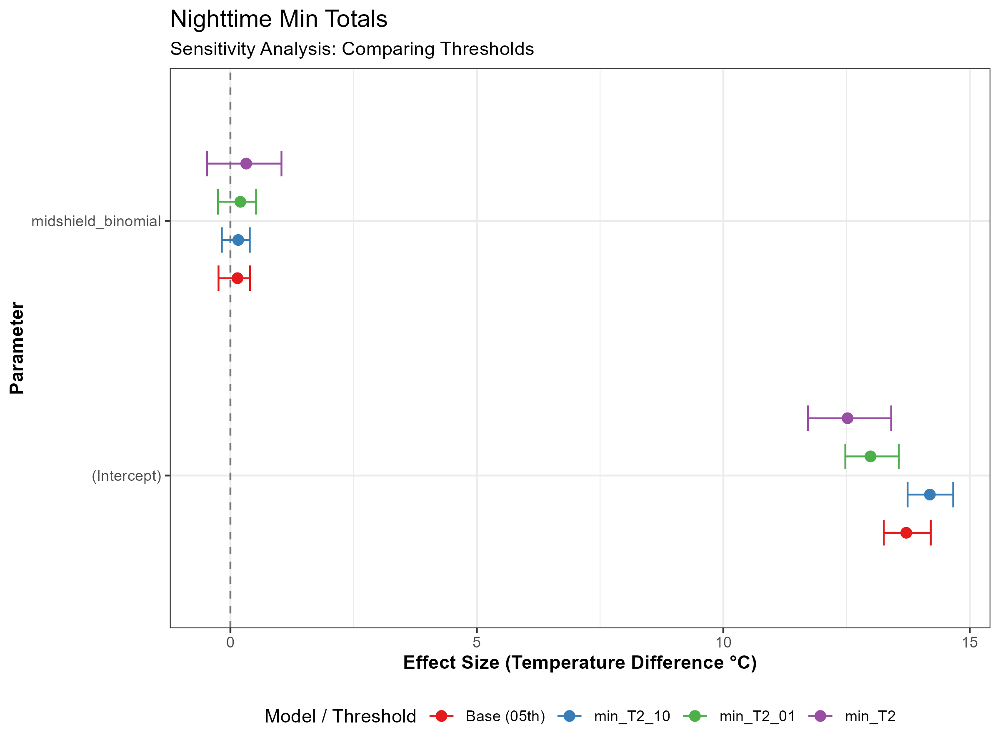 Nighttime Min Totals
Sensitivity Analysis: Comparing Thresholds
Parameter
midshield_binomial
(Intercept)
0 5 10 15
Effect Size (Temperature Difference °C)
Model / Threshold Base (05th) min_T2_10 min_T2_01 min_T2